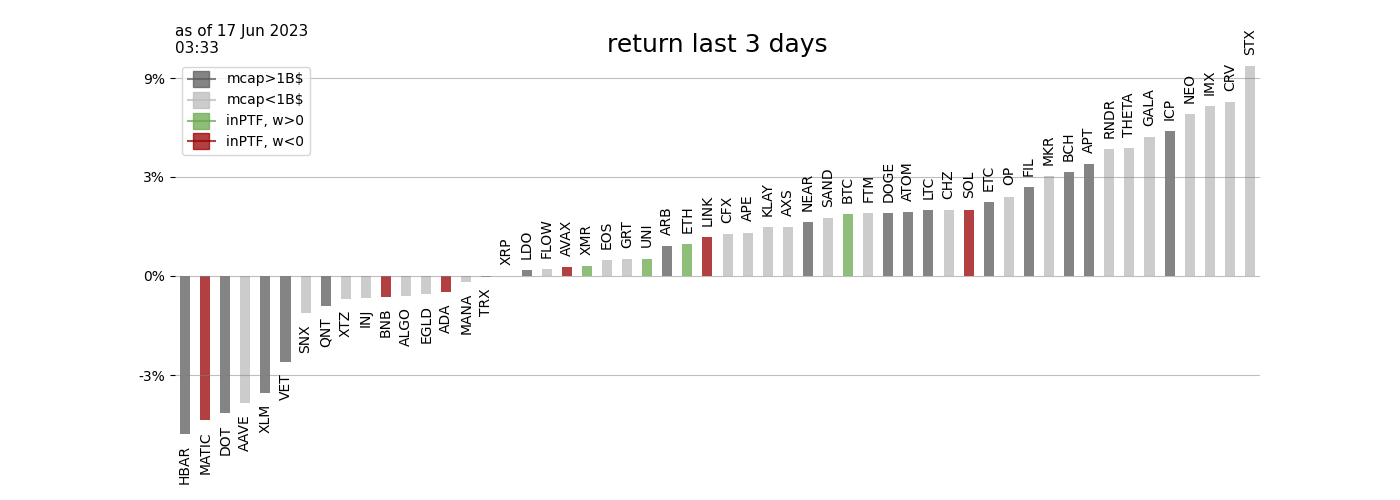 as of 17 Jun 2023
03:33
return last 3 days
mcap>1B$
mcap<1B$
inPTF, w>0
inPTF, w<0
9%
3%
0%
-3%
HBAR
MATIC
DOT
AAVE
XLM
VET
SNX
QNT
XTZ
INJ
BNB
ALGO
EGLD
ADA
MANA
TRX
XRP
LDO
FLOW
AVAX
XMR
EOS
GRT
UNI
ARB
ETH
LINK
CFX
APE
KLAY
AXS
NEAR
SAND
BTC
FTM
DOGE
ATOM
LTC
CHZ
SOL
ETC
OP
FIL
MKR
BCH
APT
RNDR
THETA
GALA
ICP
NEO
IMX
CRV
STX